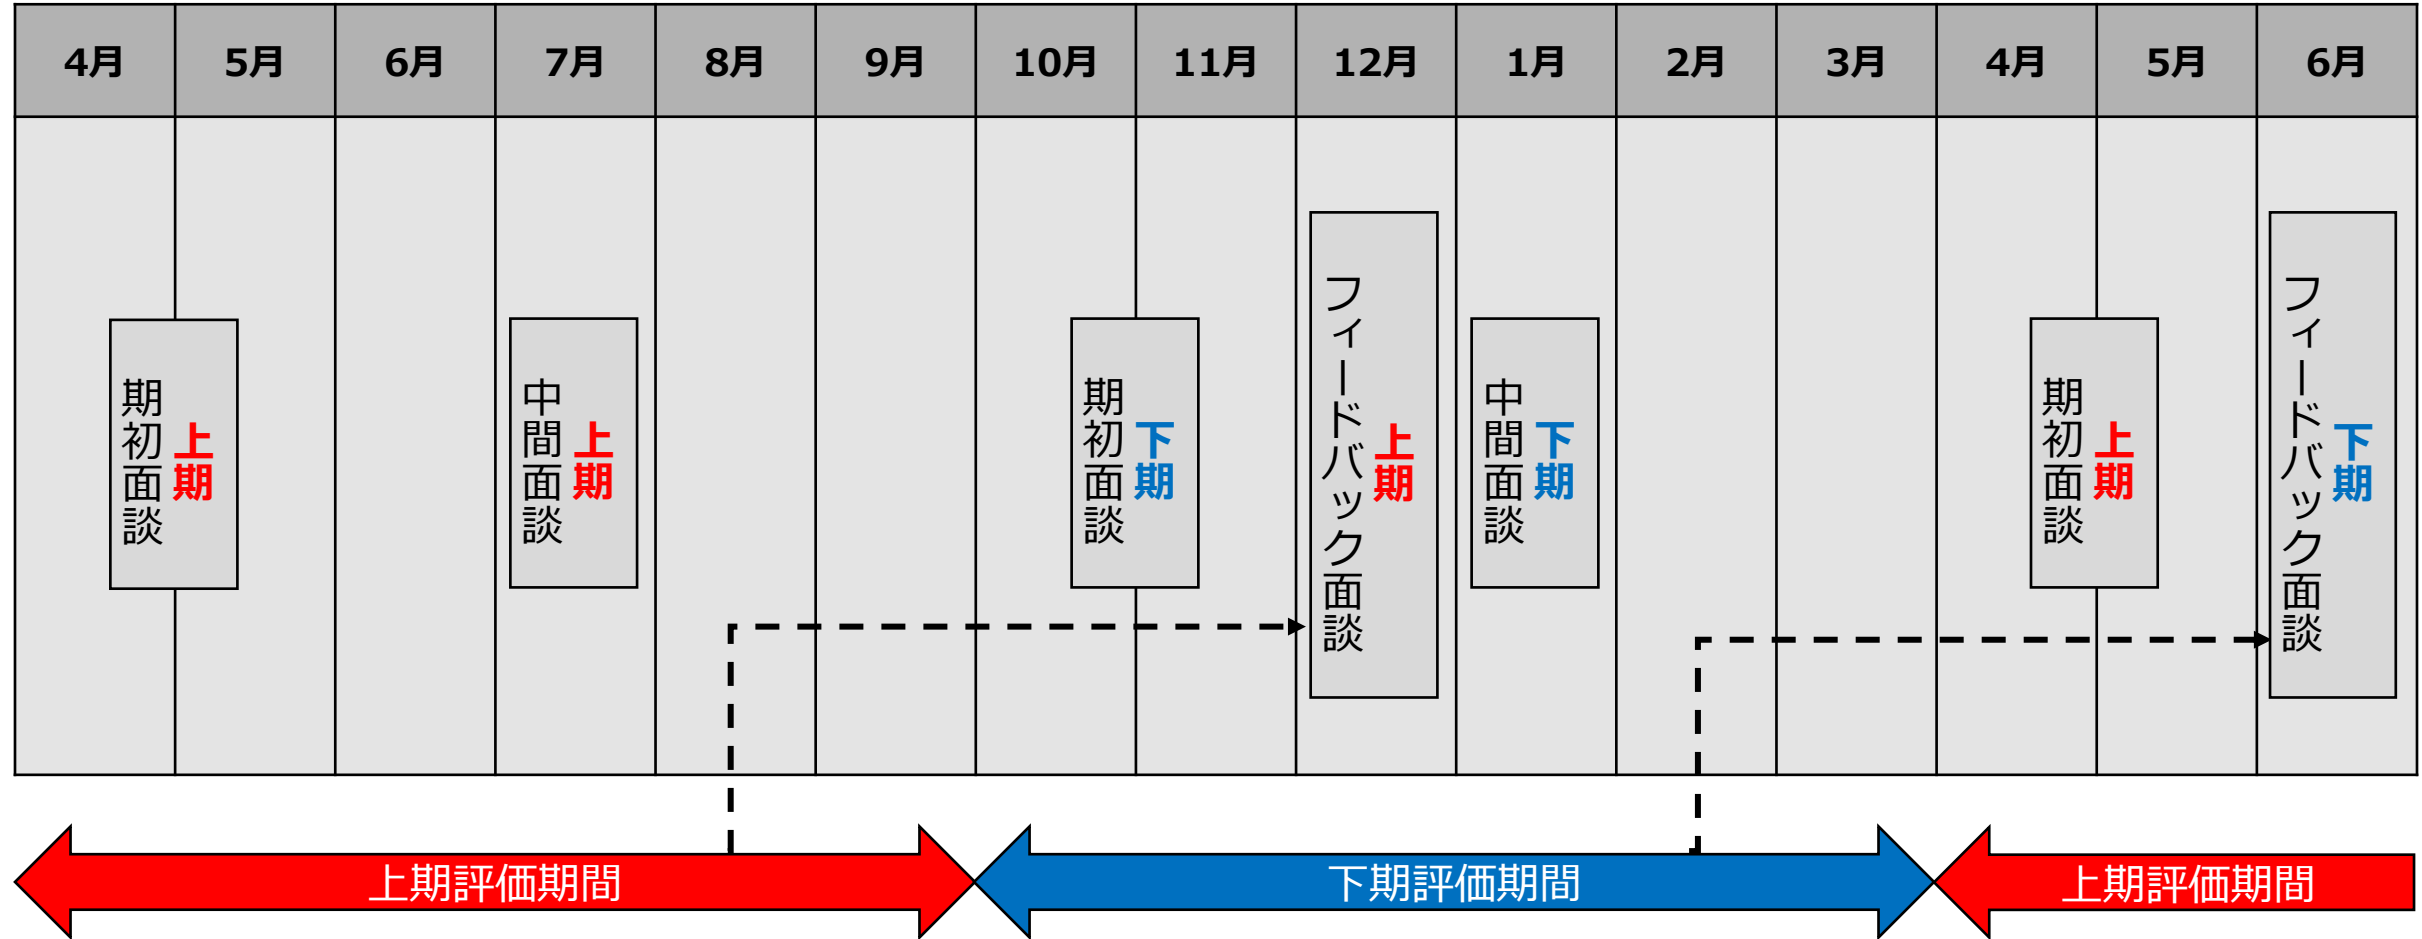 4月 5月 6月 7月 8月 9月 10月 11月 12月 1月 2月 3月 4月 5月 6月
上期
期初面談
上期
中間面談
下期
期初面談
上期
フィードバック面談
下期
中間面談
上期
期初面談
下期
フィードバック面談
上期評価期間
下期評価期間
上期評価期間